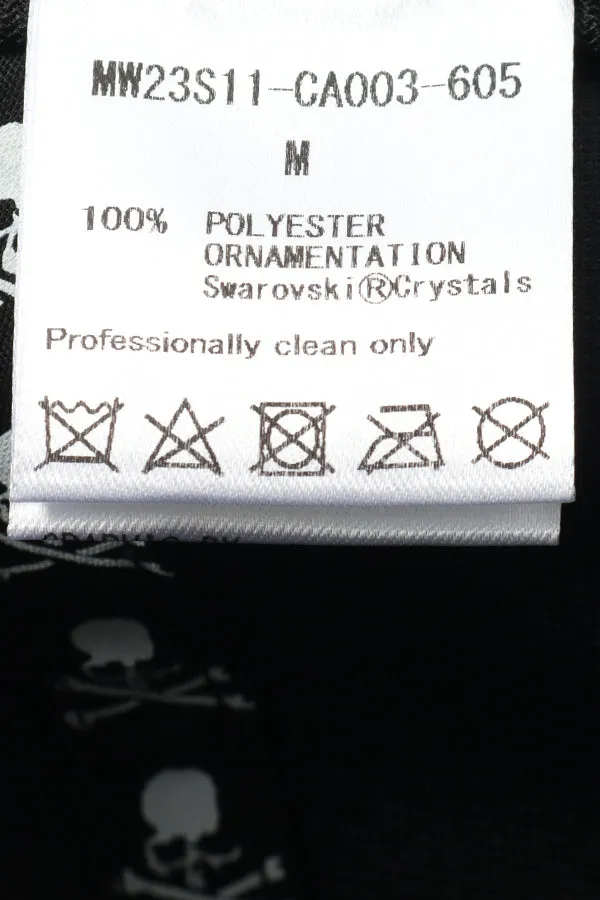 MW23S11-CA003-605
M
100% POLYESTER
ORNAMENTATION
Swarovski®Crystals
Professionally clean only